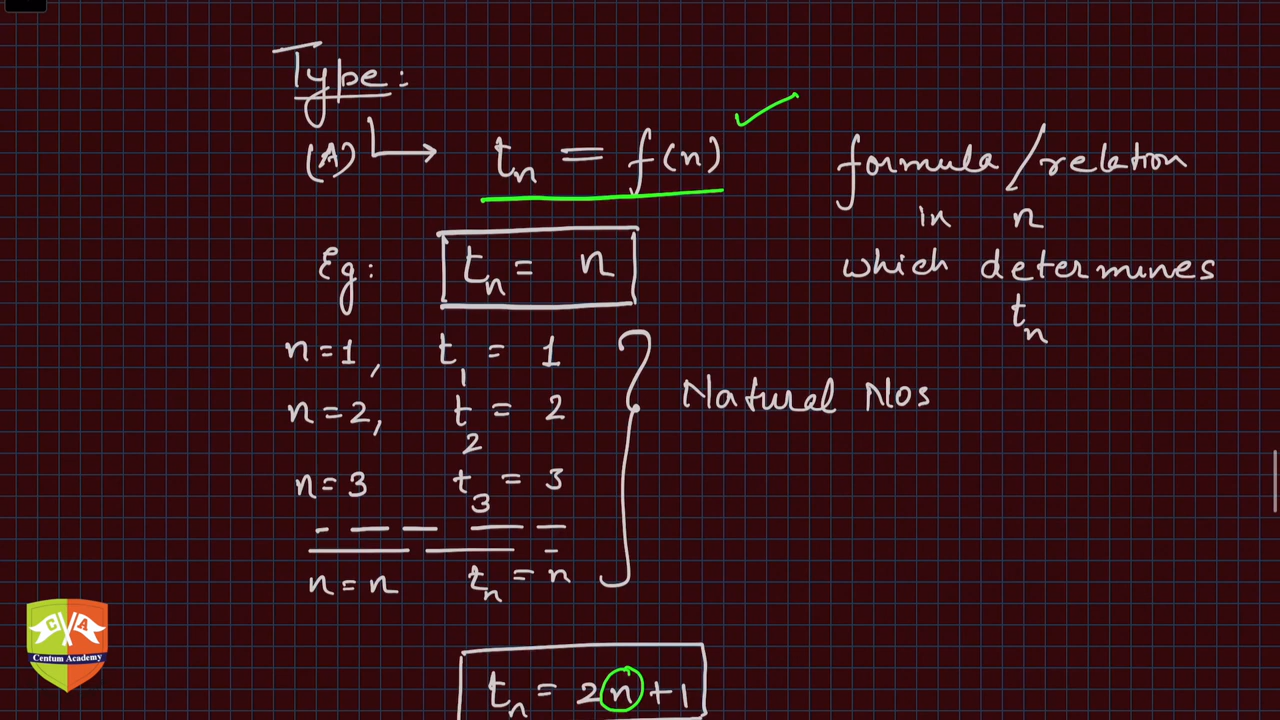 Type:
(A) → tn = f(n) ✓ formula/relation
in n
Eg: tn = n which determines
tn
n=1, t1 = 1
n=2, t2 = 2 Natural Nos
n=3 t3 = 3
n=n tn = n
CA
Centum Academy
tn = 2n+1